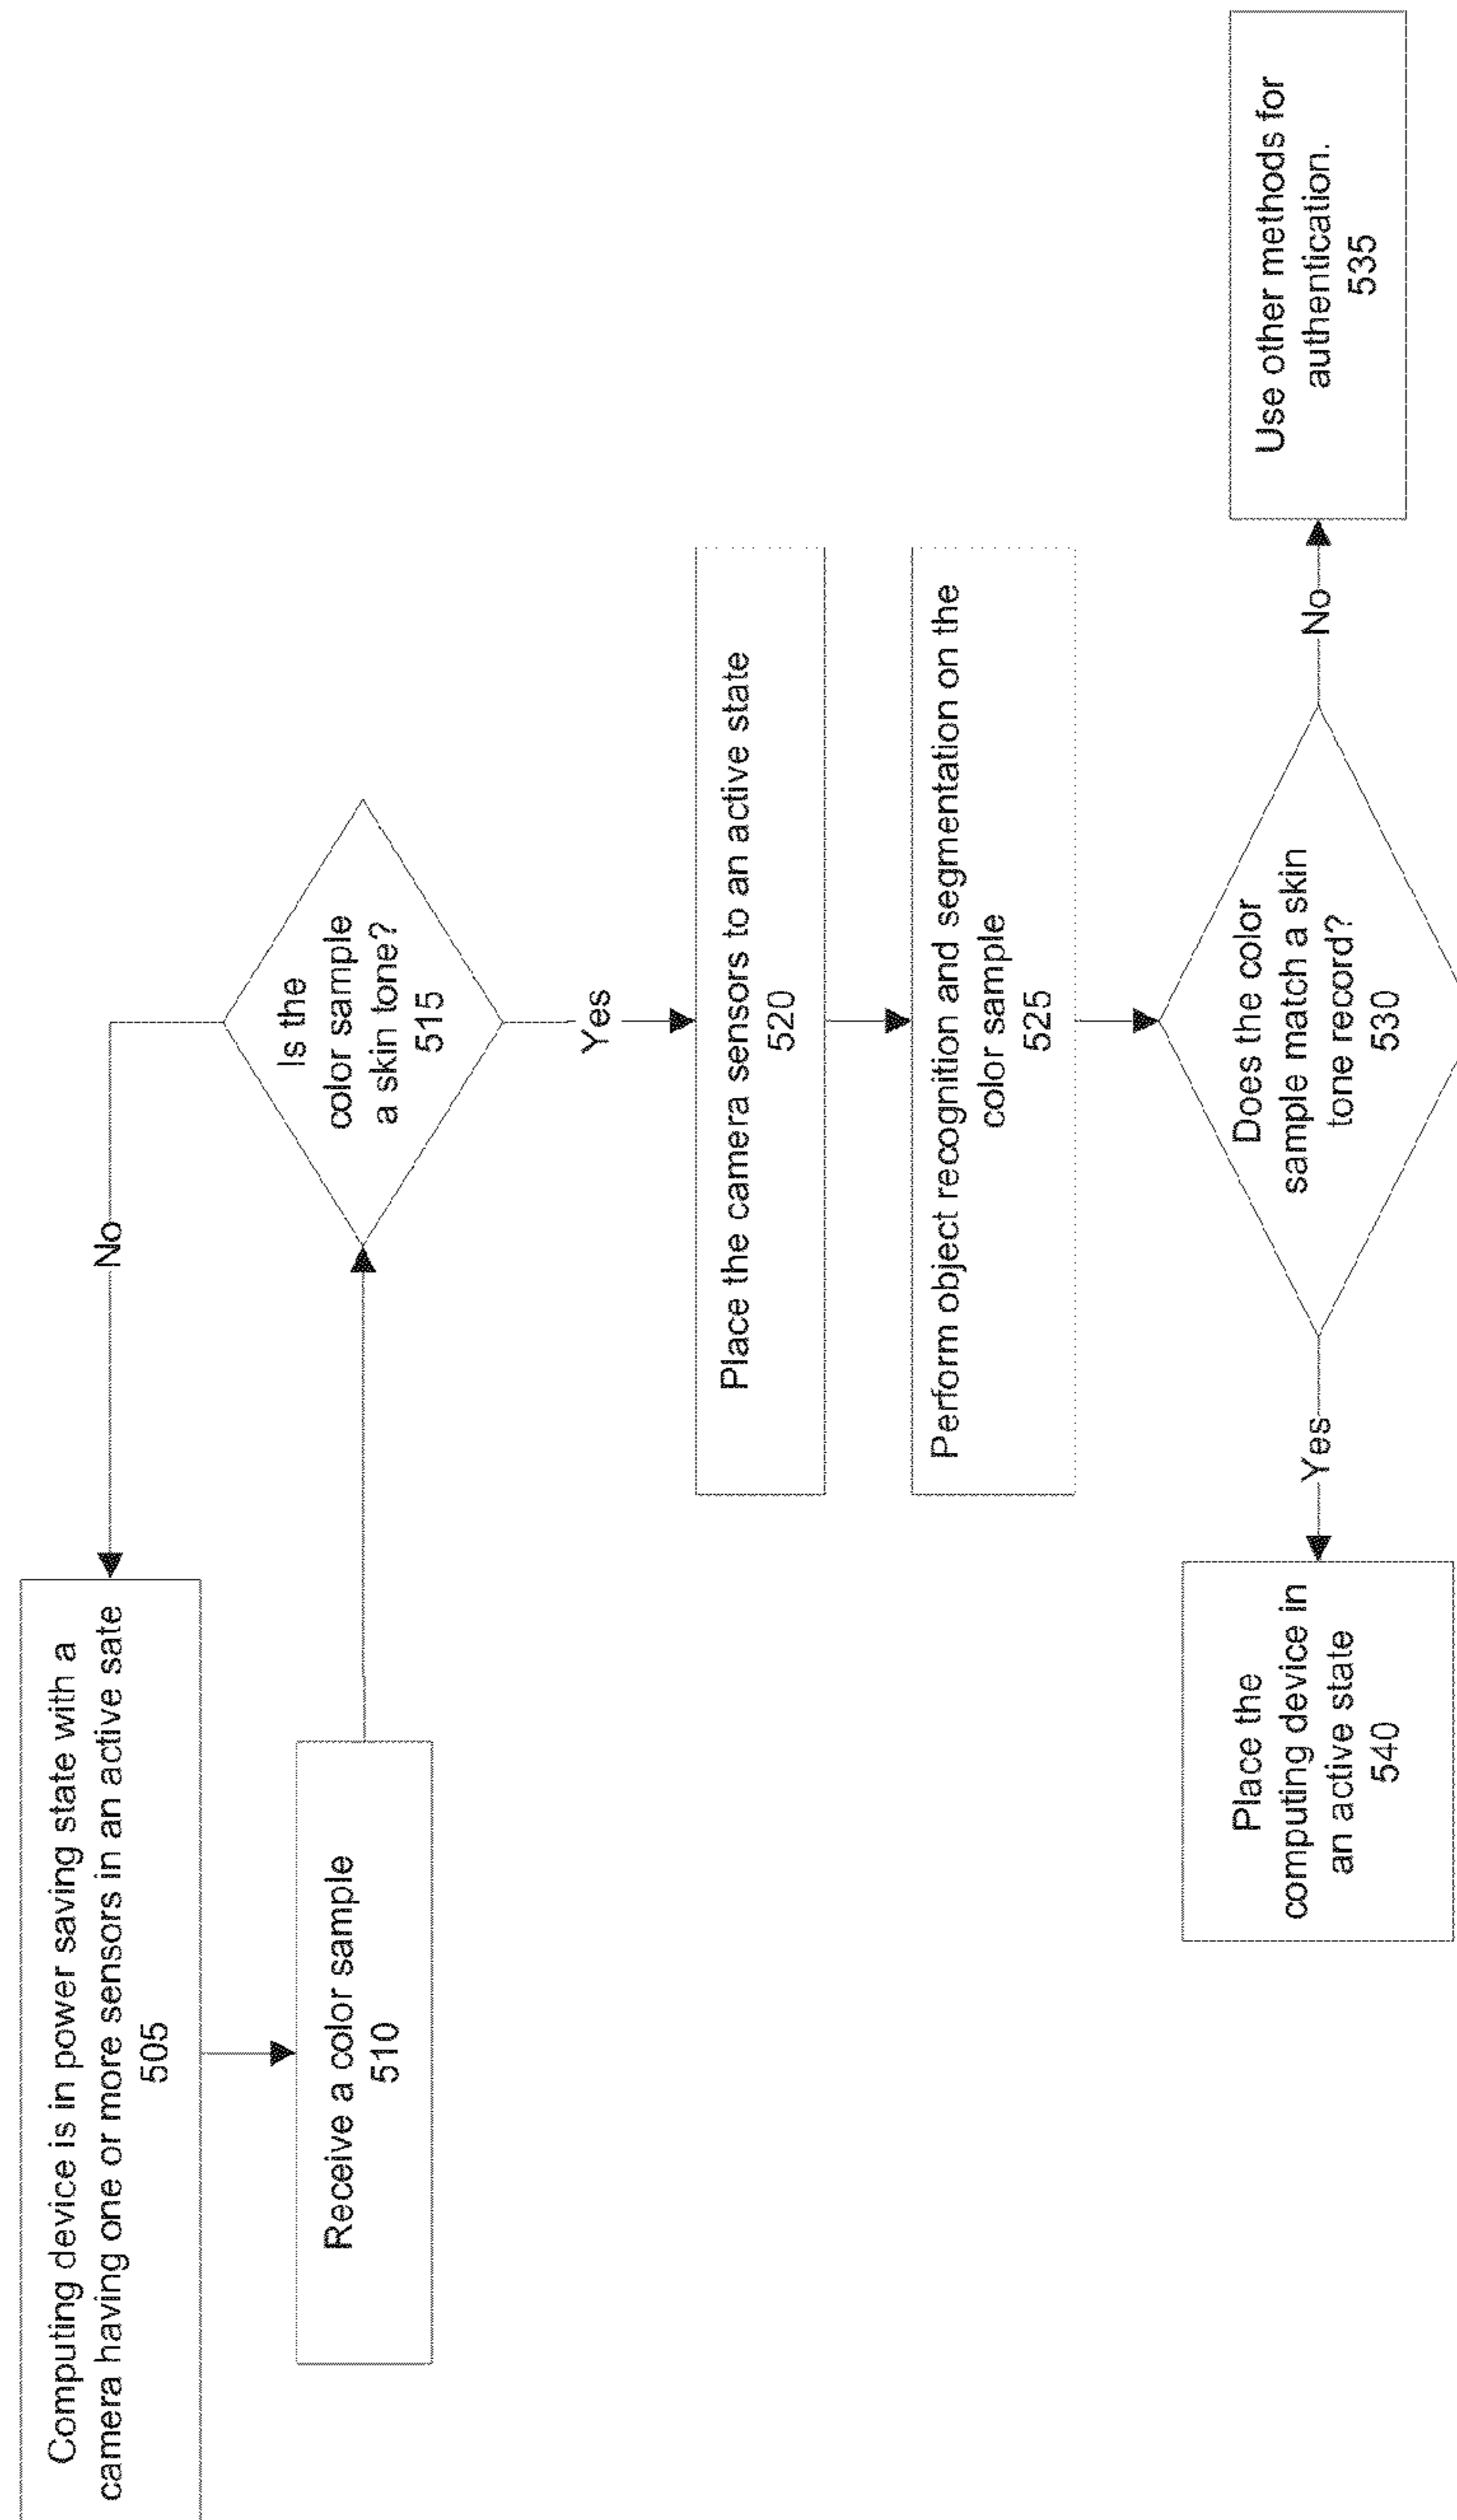 Computing device is in power saving state with a
camera having one or more sensors in an active sate
505
Receive a color sample
510
Is the
color sample
a skin tone?
515
No
Yes
Place the camera sensors to an active state
520
Perform object recognition and segmentation on the
color sample
525
Does the color
sample match a skin
tone record?
530
Yes
No
Place the
computing device in
an active state
540
Use other methods for
authentication.
535